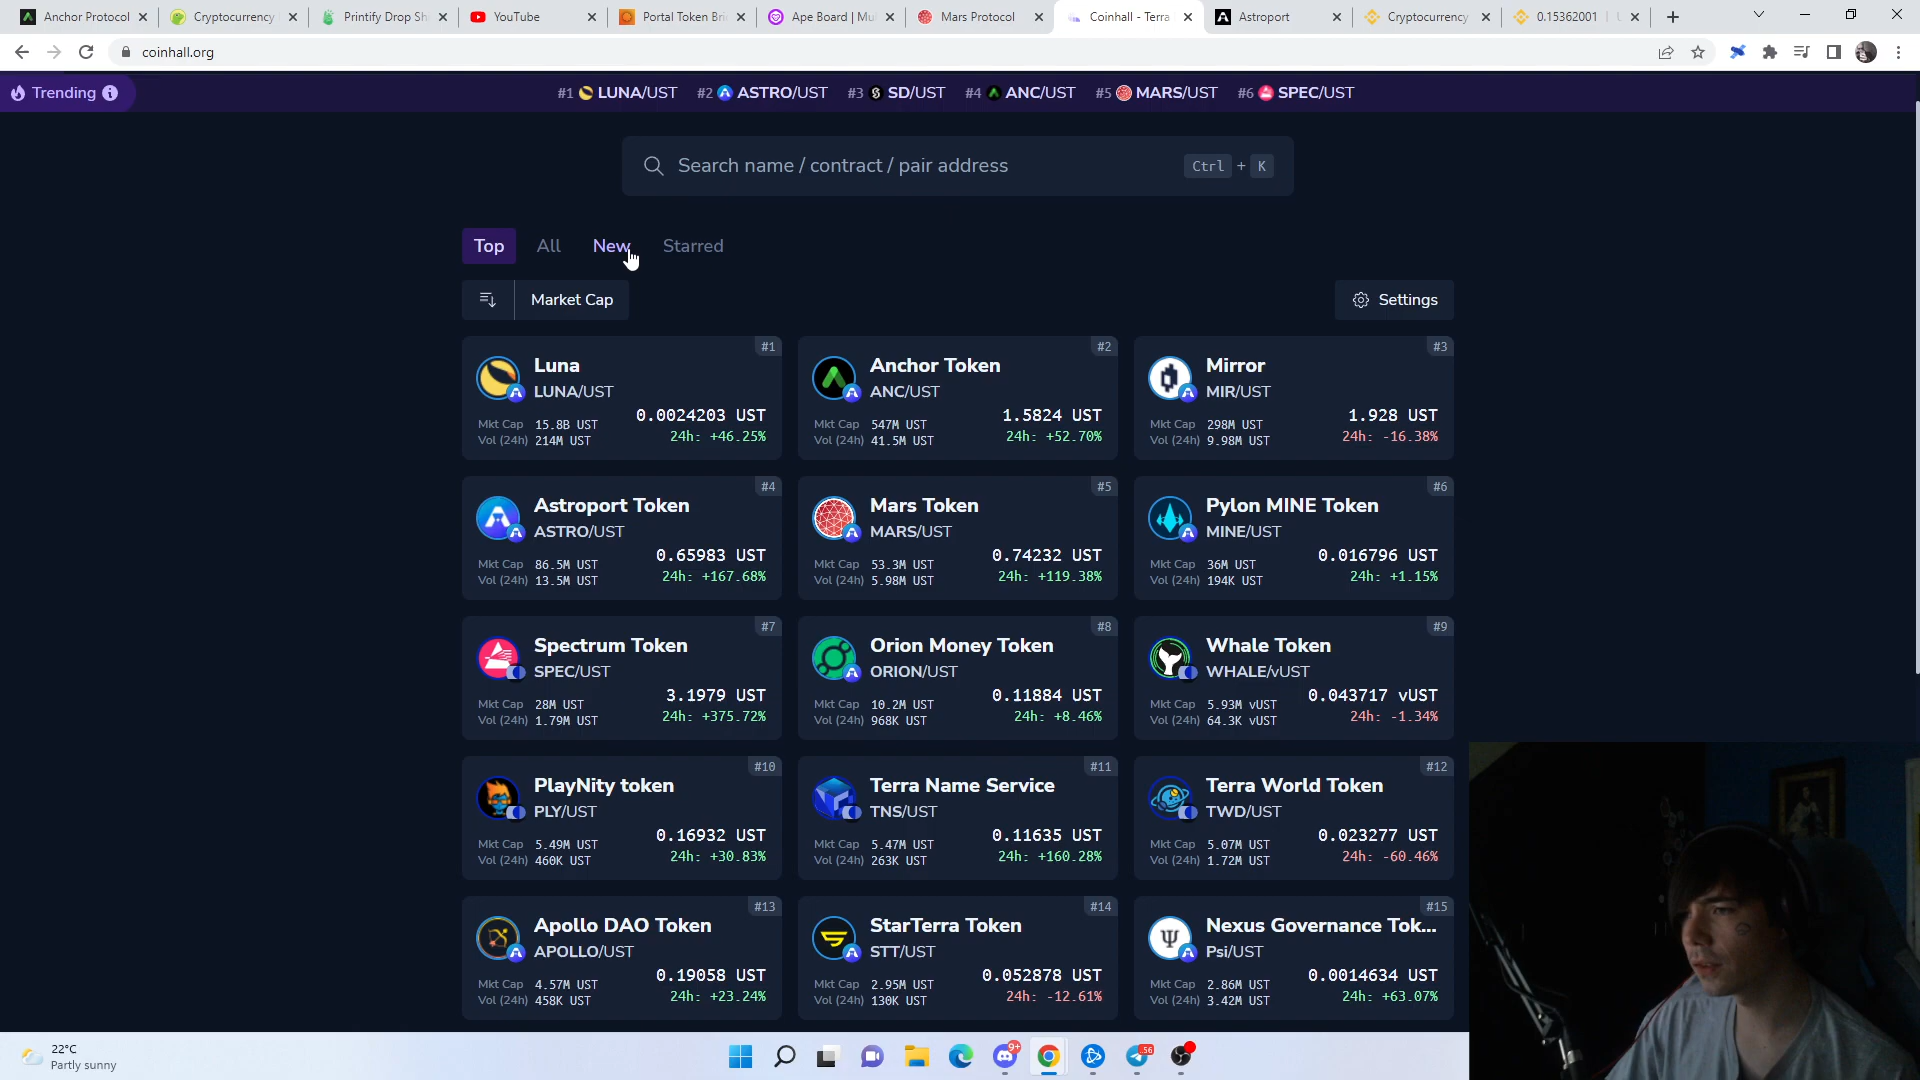 Anchor Protocol
Cryptocurrency
Printify Drop Sh
YouTube
Portal Token Bri
Ape Board | Mu
Mars Protocol
Coinhall - Terra
Astroport
Cryptocurrency
0.15362001
coinhall.org
Trending
#1 LUNA/UST #2 ASTRO/UST #3 SD/UST #4 ANC/UST #5 MARS/UST #6 SPEC/UST
Search name / contract / pair address Ctrl + K
Top All New Starred
Market Cap
Settings
#1
Luna
LUNA/UST
0.0024203 UST
Mkt Cap 15.8B UST
Vol (24h) 214M UST
24h: +46.25%
#2
Anchor Token
ANC/UST
1.5824 UST
Mkt Cap 547M UST
Vol (24h) 41.5M UST
24h: +52.70%
#3
Mirror
MIR/UST
1.928 UST
Mkt Cap 298M UST
Vol (24h) 9.98M UST
24h: -16.38%
#4
Astroport Token
ASTRO/UST
0.65983 UST
Mkt Cap 86.5M UST
Vol (24h) 13.5M UST
24h: +167.68%
#5
Mars Token
MARS/UST
0.74232 UST
Mkt Cap 53.3M UST
Vol (24h) 5.98M UST
24h: +119.38%
#6
Pylon MINE Token
MINE/UST
0.016796 UST
Mkt Cap 36M UST
Vol (24h) 194K UST
24h: +1.15%
#7
Spectrum Token
SPEC/UST
3.1979 UST
Mkt Cap 28M UST
Vol (24h) 1.79M UST
24h: +375.72%
#8
Orion Money Token
ORION/UST
0.11884 UST
Mkt Cap 10.2M UST
Vol (24h) 968K UST
24h: +8.46%
#9
Whale Token
WHALE/vUST
0.043717 vUST
Mkt Cap 5.93M vUST
Vol (24h) 64.3K vUST
24h: -1.34%
#10
PlayNity token
PLY/UST
0.16932 UST
Mkt Cap 5.49M UST
Vol (24h) 460K UST
24h: +30.83%
#11
Terra Name Service
TNS/UST
0.11635 UST
Mkt Cap 5.47M UST
Vol (24h) 263K UST
24h: +160.28%
#12
Terra World Token
TWD/UST
0.023277 UST
Mkt Cap 5.07M UST
Vol (24h) 1.72M UST
24h: -60.46%
#13
Apollo DAO Token
APOLLO/UST
0.19058 UST
Mkt Cap 4.57M UST
Vol (24h) 458K UST
24h: +23.24%
#14
StarTerra Token
STT/UST
0.052878 UST
Mkt Cap 2.95M UST
Vol (24h) 130K UST
24h: -12.61%
#15
Nexus Governance Tok...
Psi/UST
0.0014634 UST
Mkt Cap 2.86M UST
Vol (24h) 3.42M UST
24h: +63.07%
22°C
Partly sunny
9+
56